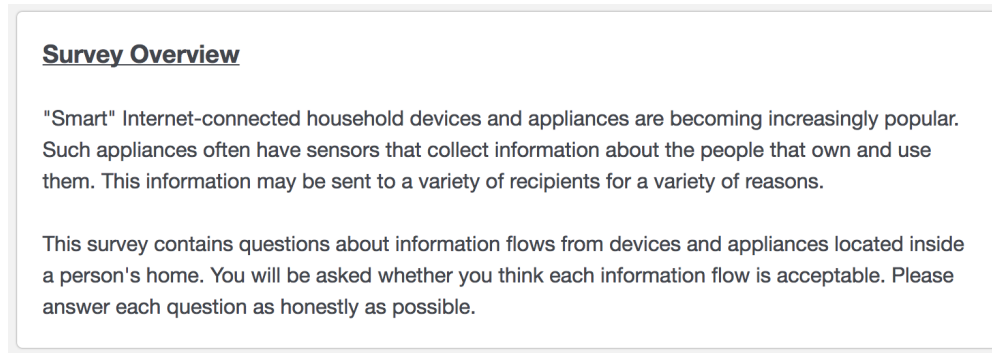 Survey Overview
"Smart" Internet-connected household devices and appliances are becoming increasingly popular.
Such appliances often have sensors that collect information about the people that own and use
them. This information may be sent to a variety of recipients for a variety of reasons.
This survey contains questions about information flows from devices and appliances located inside
a person's home. You will be asked whether you think each information flow is acceptable. Please
answer each question as honestly as possible.